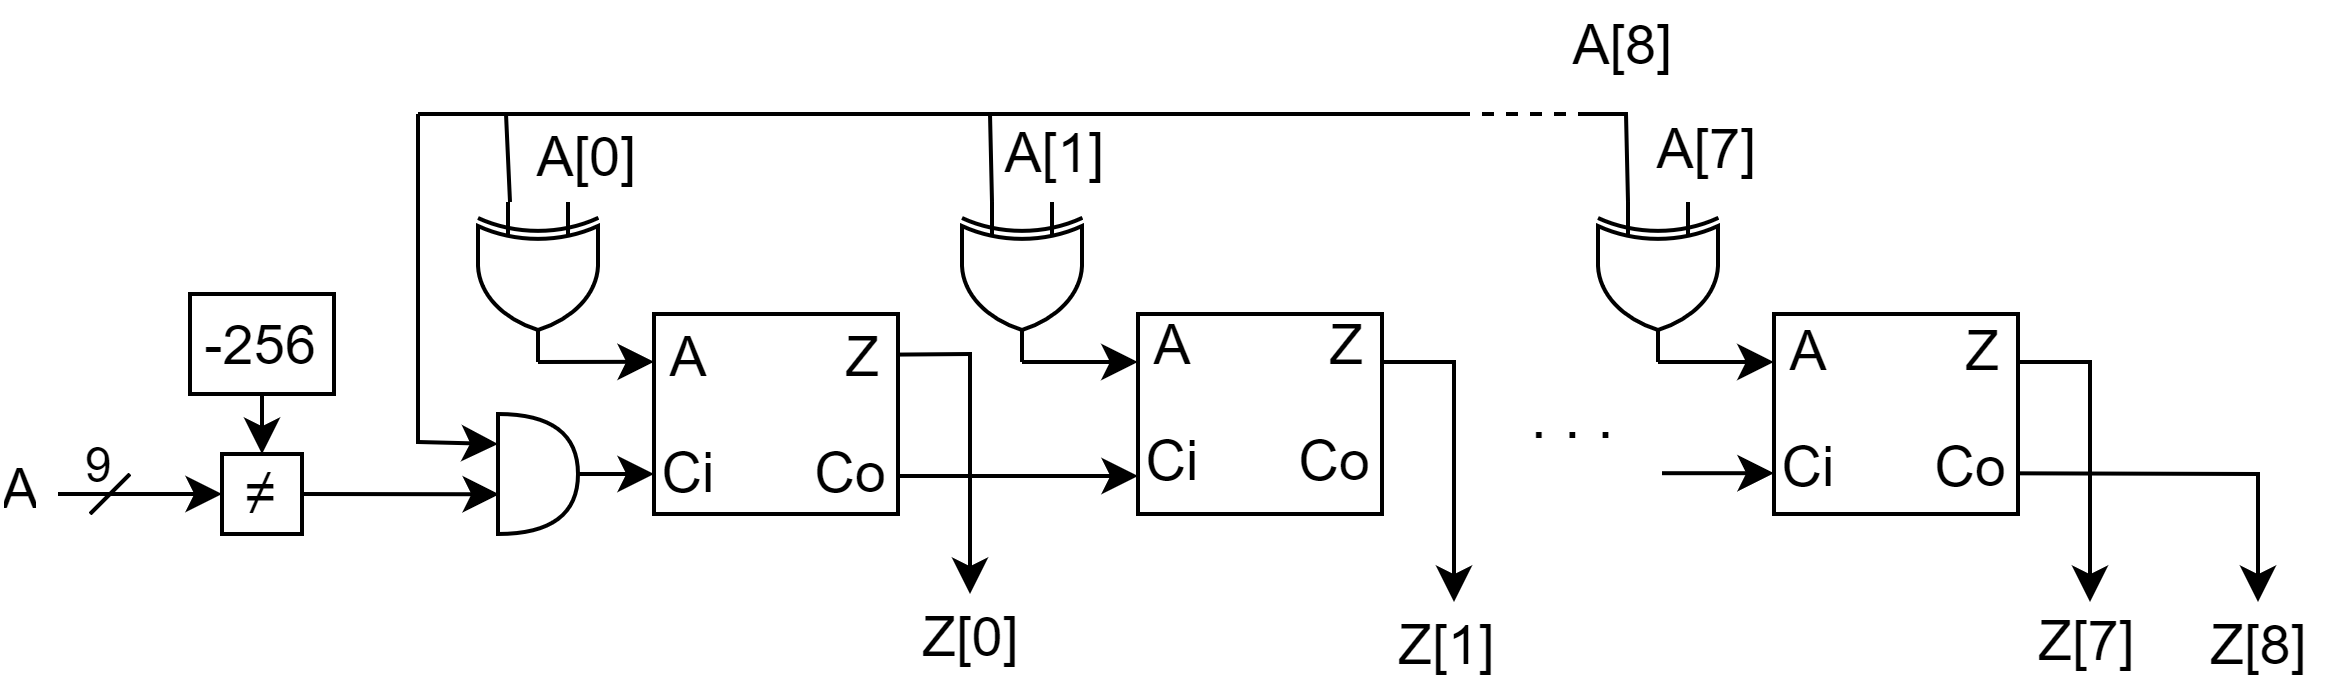 A[8]
A[0]
A[1]
A[7]
-256
A
9
≠
A Z
Ci Co
A Z
Ci Co
. . .
A Z
Ci Co
Z[0]
Z[1]
Z[7]
Z[8]